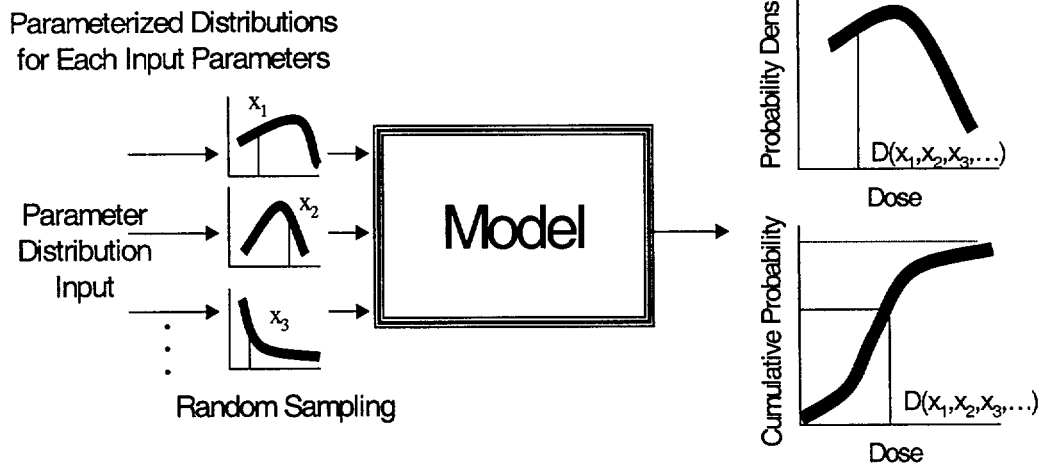 Parameterized Distributions
for Each Input Parameters
x1
x2
x3
Parameter
Distribution
Input
Random Sampling
Model
Probability Dens
D(x1,x2,x3,...)
Dose
Cumulative Probability
D(x1,x2,x3,...)
Dose